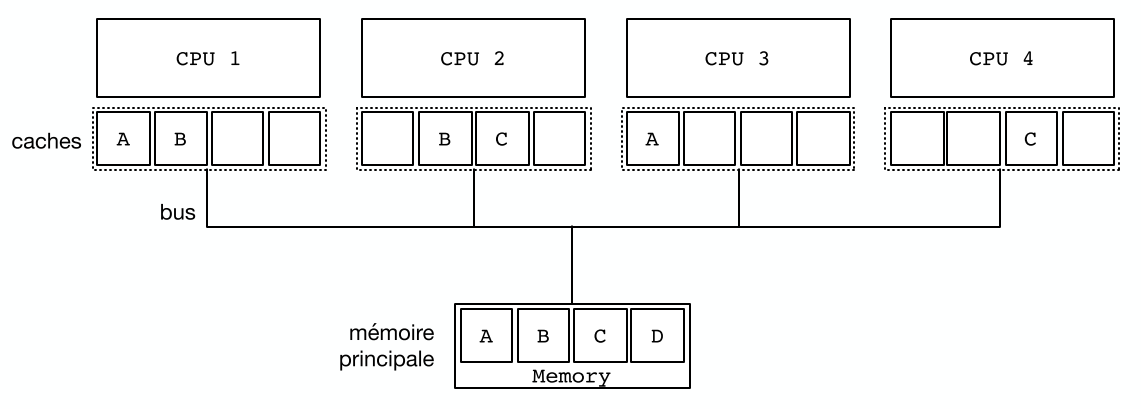 CPU 1 CPU 2 CPU 3 CPU 4
caches A B B C A C
bus
mémoire
principale
A B C D
Memory